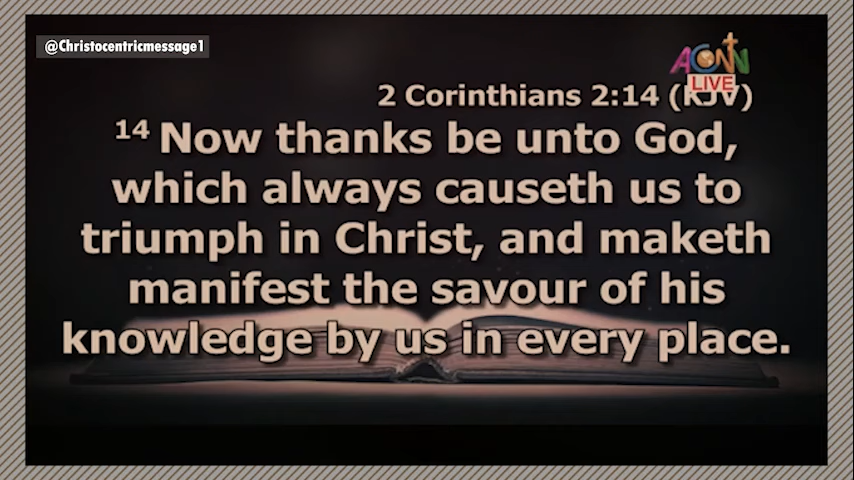 @Christocentricmessage1
ACNN
LIVE
2 Corinthians 2:14 (KJV)
14 Now thanks be unto God,
which always causeth us to
triumph in Christ, and maketh
manifest the savour of his
knowledge by us in every place.